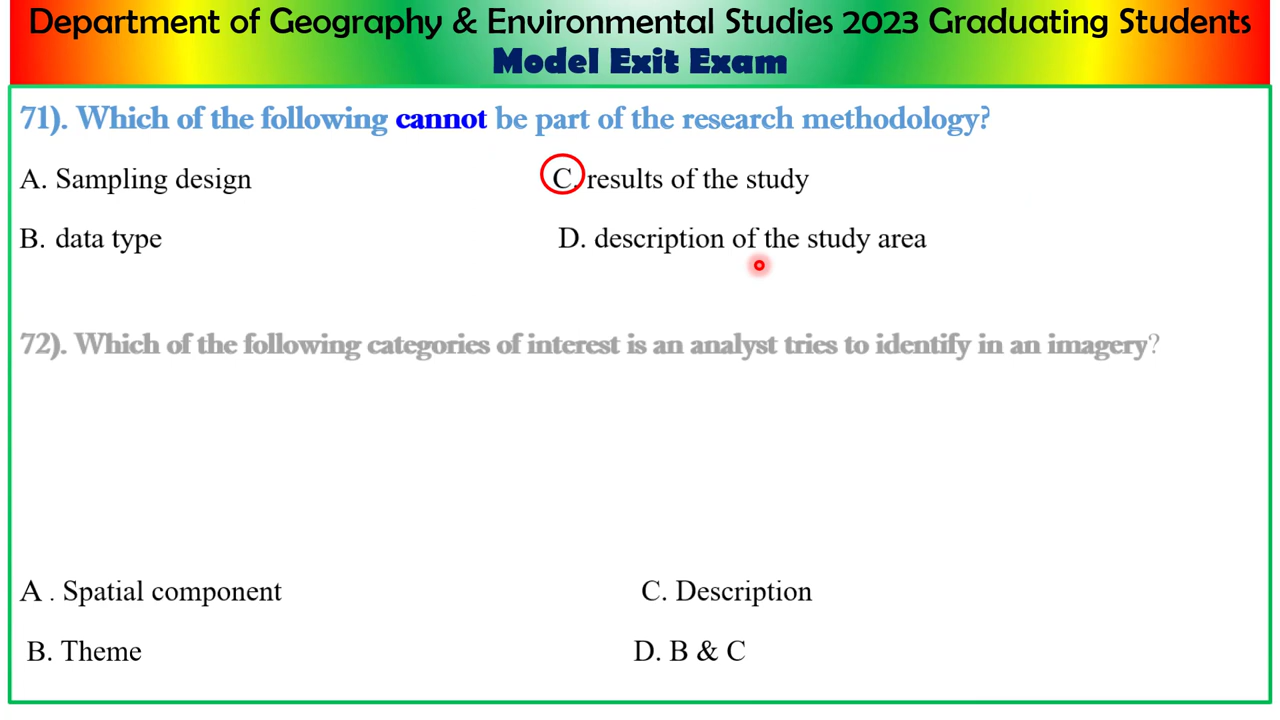 Department of Geography & Environmental Studies 2023 Graduating Students
Model Exit Exam
71). Which of the following cannot be part of the research methodology?
A. Sampling design
C. results of the study
B. data type
D. description of the study area
72). Which of the following categories of interest is an analyst tries to identify in an imagery?
A . Spatial component
C. Description
B. Theme
D. B & C